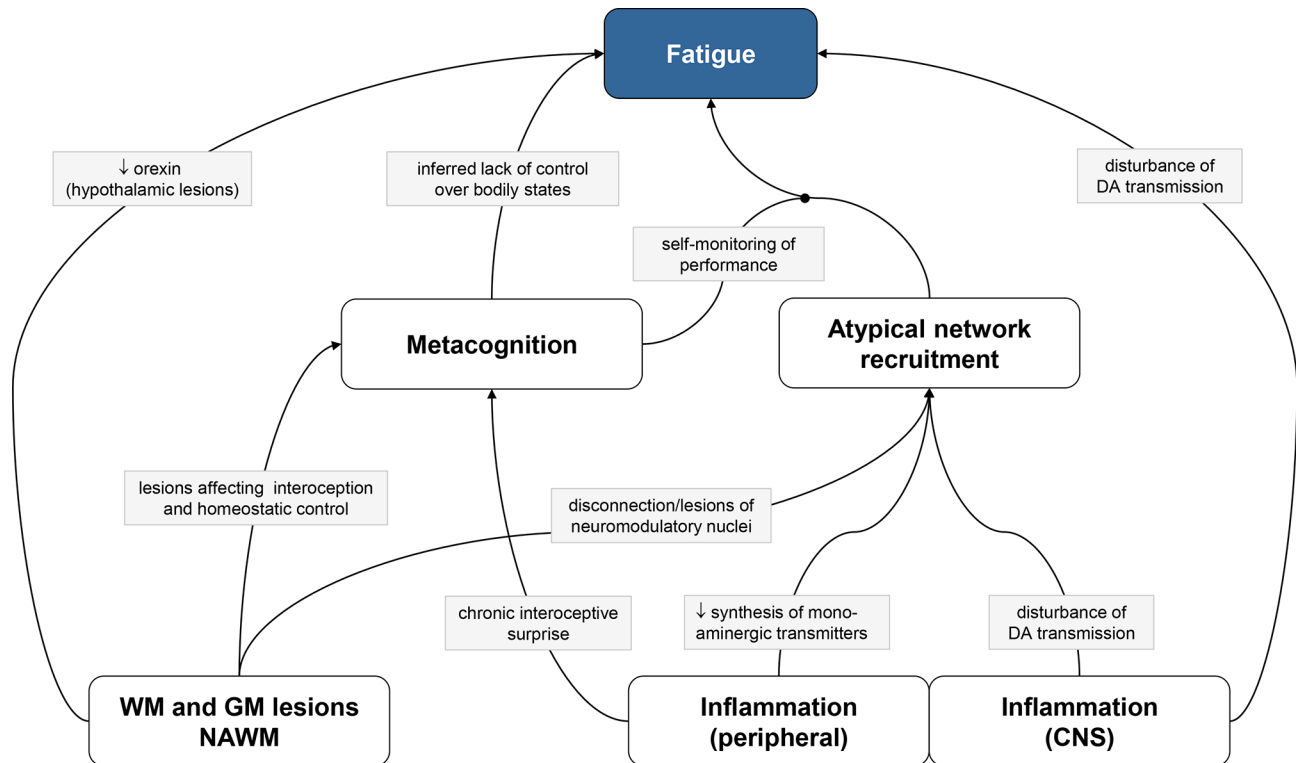 Fatigue
↓ orexin
(hypothalamic lesions)
inferred lack of control
over bodily states
disturbance of
DA transmission
self-monitoring of
performance
Metacognition
Atypical network
recruitment
lesions affecting interoception
and homeostatic control
disconnection/lesions of
neuromodulatory nuclei
chronic interoceptive
surprise
↓ synthesis of mono-
aminergic transmitters
disturbance of
DA transmission
WM and GM lesions
NAWM
Inflammation
(peripheral)
Inflammation
(CNS)